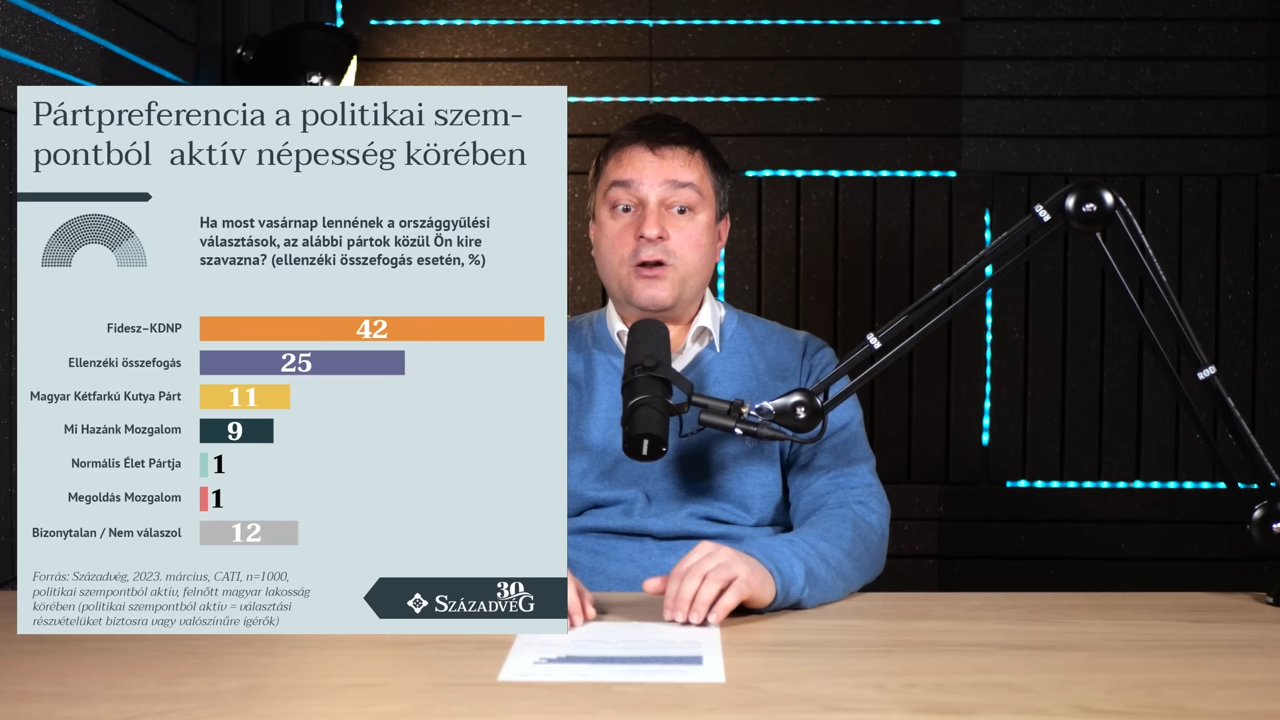 Pártpreferencia a politikai szem-
pontból aktív népesség körében
Ha most vasárnap lennének a országgyűlési
választások, az alábbi pártok közül Ön kire
szavazna? (ellenzéki összefogás esetén, %)
Fidesz–KDNP 42
Ellenzéki összefogás 25
Magyar Kétfarkú Kutya Párt 11
Mi Hazánk Mozgalom 9
Normális Élet Pártja 1
Megoldás Mozgalom 1
Bizonytalan / Nem válaszol 12
Forrás: Századvég, 2023. március, CATI, n=1000,
politikai szempontból aktív, felnőtt magyar lakosság
körében (politikai szempontból aktív = választási
részvételüket biztosra vagy valószínűre ígérők)
30
SZÁZADVÉG
ROD
ROD
ROD